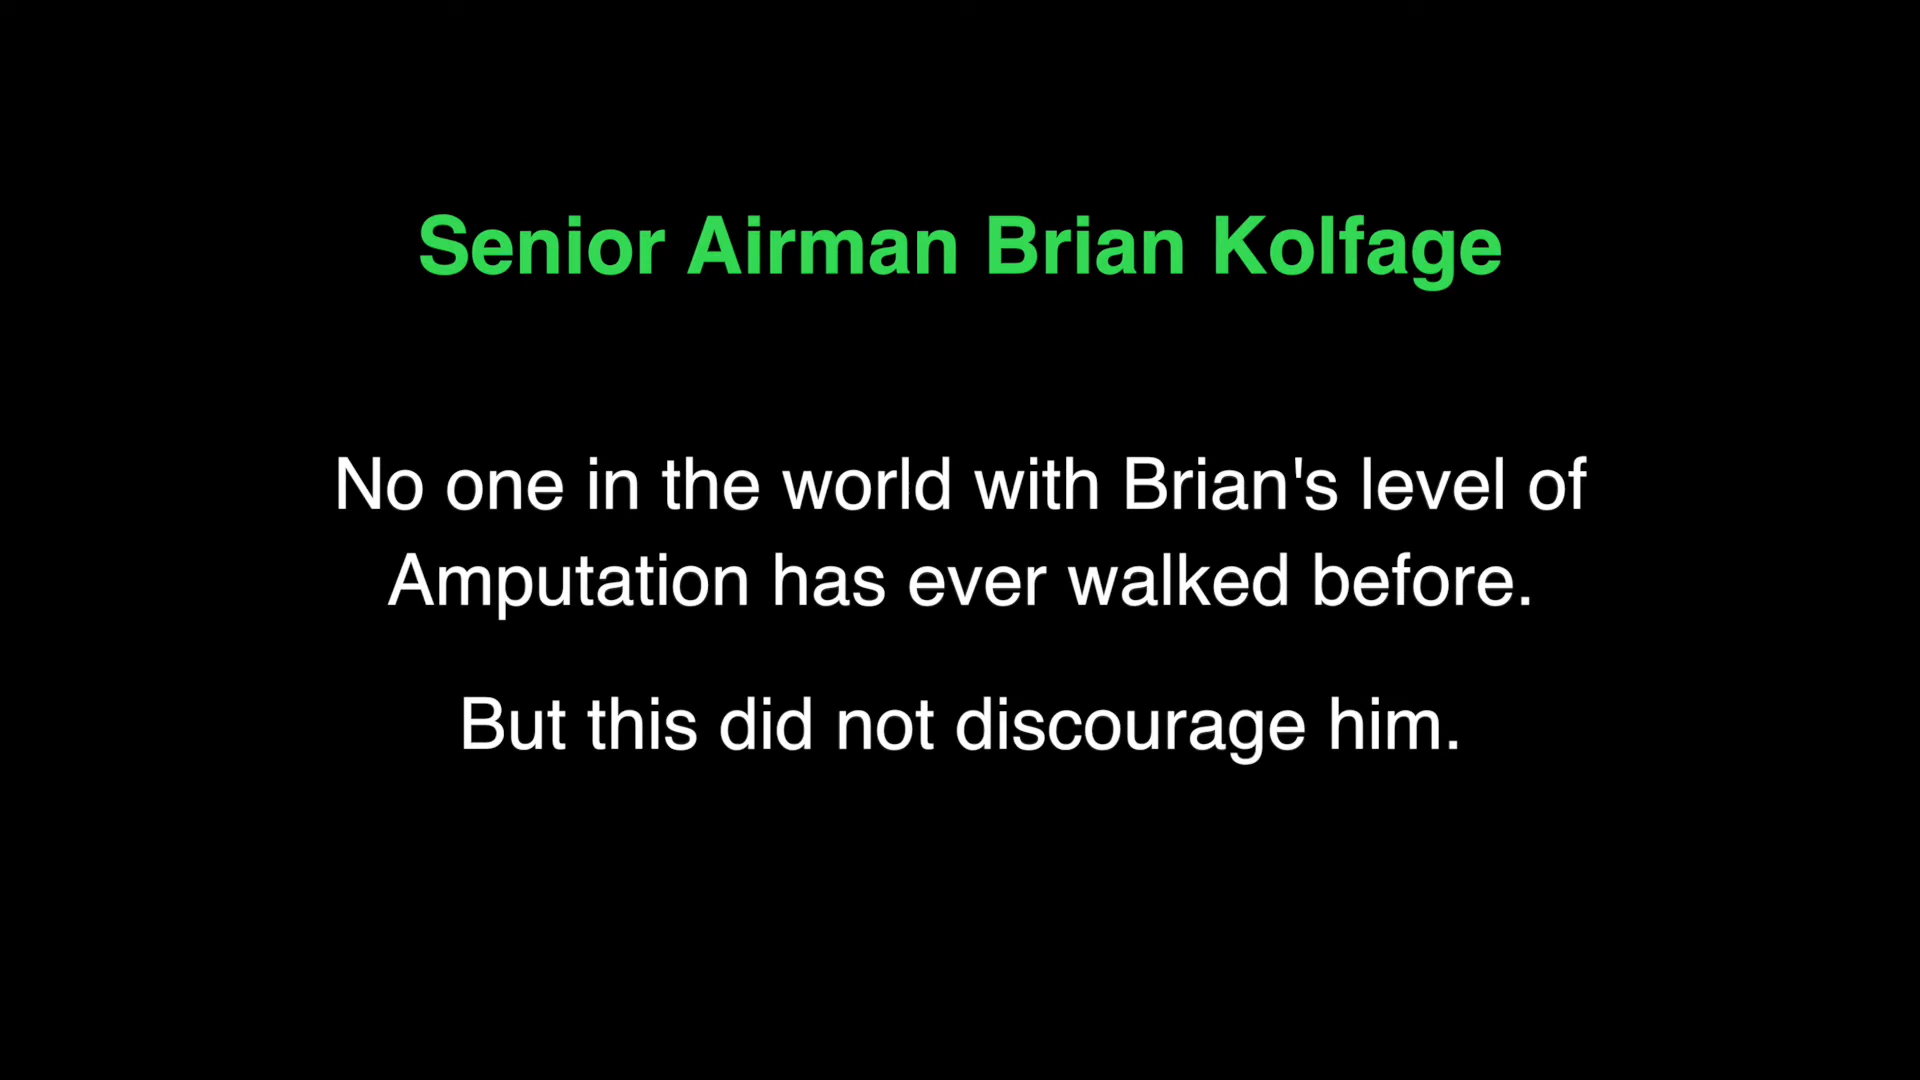 Senior Airman Brian Kolfage
No one in the world with Brian's level of
Amputation has ever walked before.
But this did not discourage him.